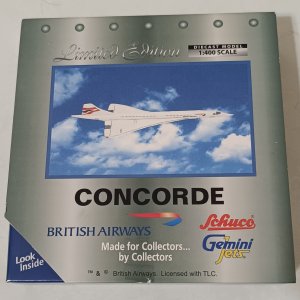 Limited Edition
DIECAST MODEL
1:400 SCALE
CONCORDE
BRITISH AIRWAYS
Schuco
Gemini
Jets
Made for Collectors...
by Collectors
Look
Inside
™ & © British Airways. Licensed with TLC.